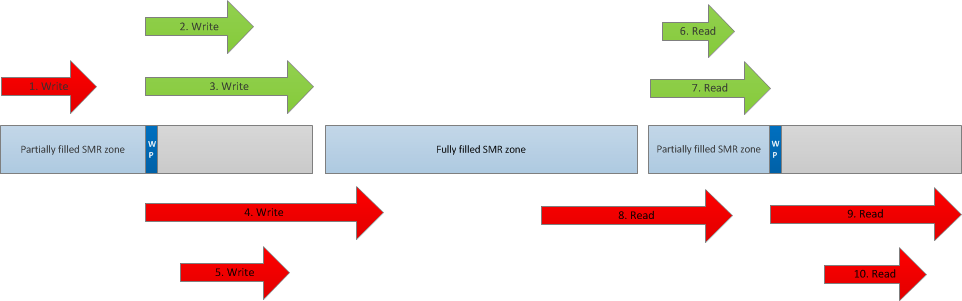 2. Write
6. Read
1. Write
3. Write
7. Read
Partially filled SMR zone
W
P
Fully filled SMR zone
Partially filled SMR zone
W
P
4. Write
8. Read
9. Read
5. Write
10. Read